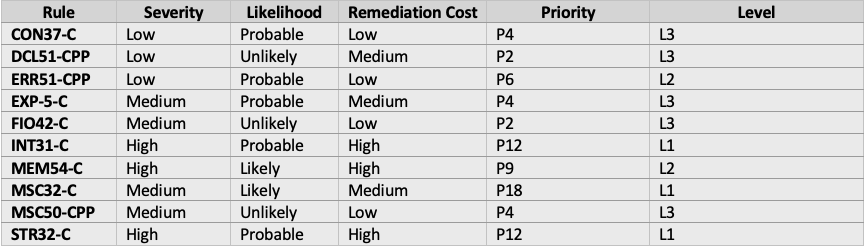 Rule Severity Likelihood Remediation Cost Priority Level
CON37-C Low Probable Low P4 L3
DCL51-CPP Low Unlikely Medium P2 L3
ERR51-CPP Low Probable Low P6 L2
EXP-5-C Medium Probable Medium P4 L3
FIO42-C Medium Unlikely Low P2 L3
INT31-C High Probable High P12 L1
MEM54-C High Likely High P9 L2
MSC32-C Medium Likely Medium P18 L1
MSC50-CPP Medium Unlikely Low P4 L3
STR32-C High Probable High P12 L1